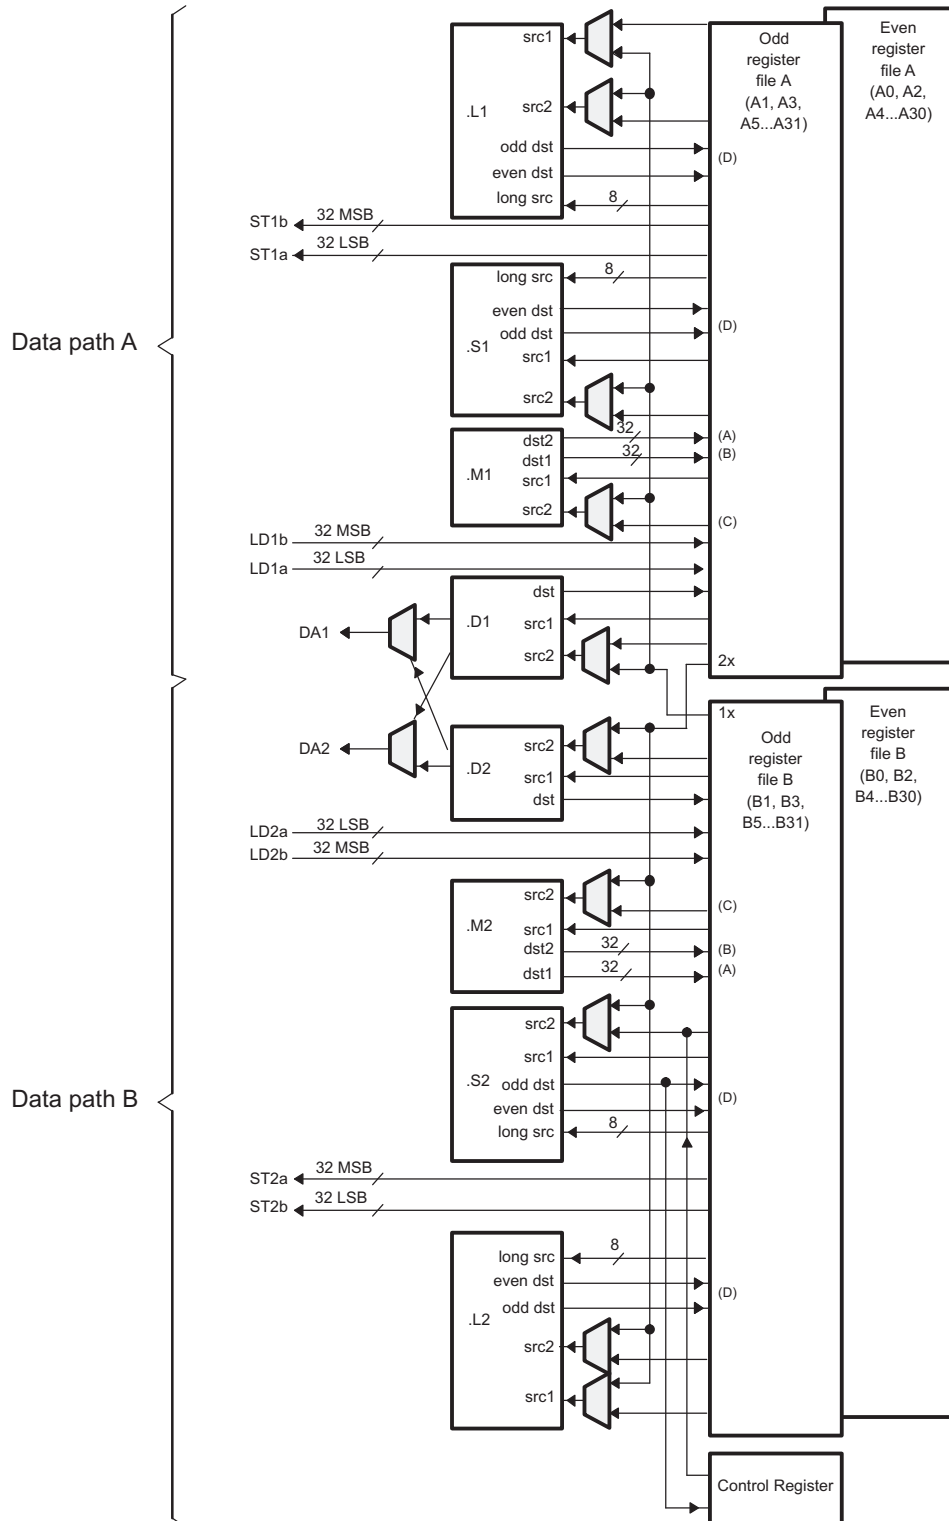 Even
register
file A
(A0, A2,
A4...A30)
Odd
register
file A
(A1, A3,
A5...A31)
src1
.L1
src2
odd dst
(D)
even dst
long src
8
ST1b
32 MSB
ST1a
32 LSB
long src
8
even dst
(D)
odd dst
.S1
src1
src2
Data path A
dst2
32
(A)
dst1
32
(B)
.M1
src1
src2
(C)
LD1b
32 MSB
LD1a
32 LSB
dst
.D1
src1
DA1
src2
2x
1x
Even
register
file B
(B0, B2,
B4...B30)
Odd
register
file B
(B1, B3,
B5...B31)
DA2
src2
.D2
src1
dst
LD2a
32 LSB
LD2b
32 MSB
src2
(C)
.M2
src1
dst2
32
(B)
dst1
32
(A)
src2
src1
.S2
odd dst
(D)
even dst
long src
8
Data path B
ST2a
32 MSB
ST2b
32 LSB
long src
8
even dst
(D)
odd dst
.L2
src2
src1
Control Register